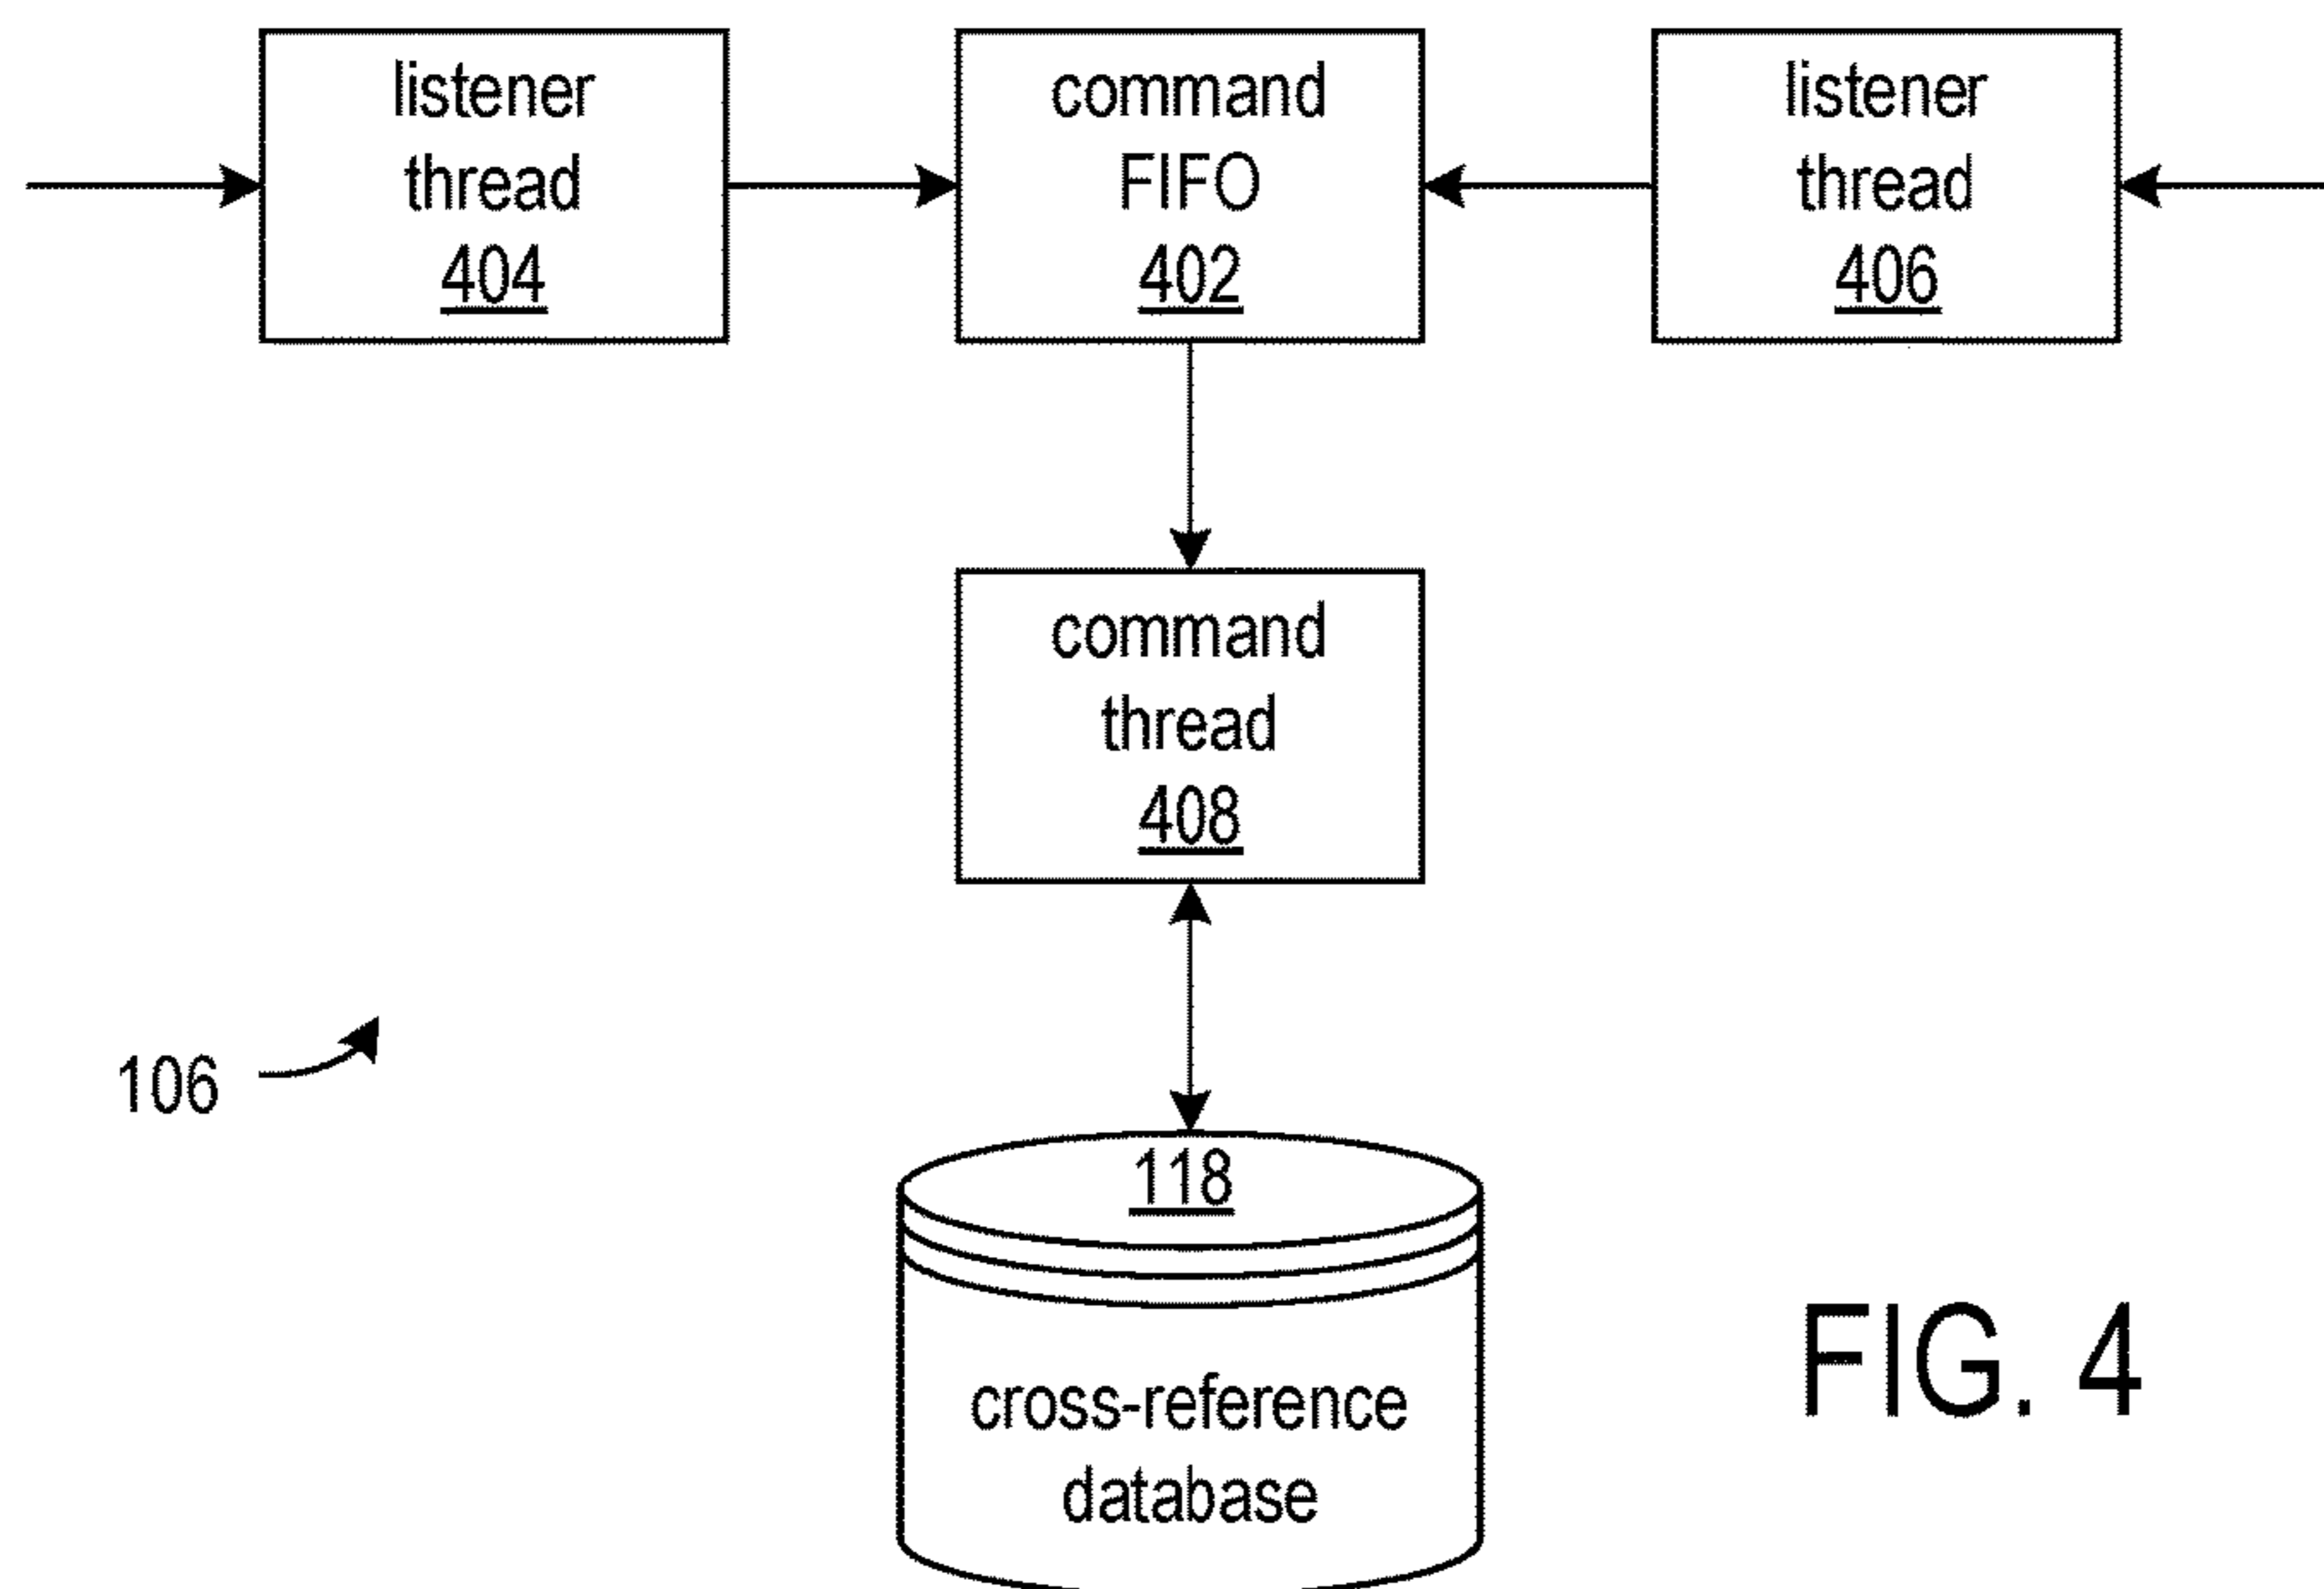 listener
thread
404
command
FIFO
402
listener
thread
406
command
thread
408
106
118
cross-reference
database
FIG. 4